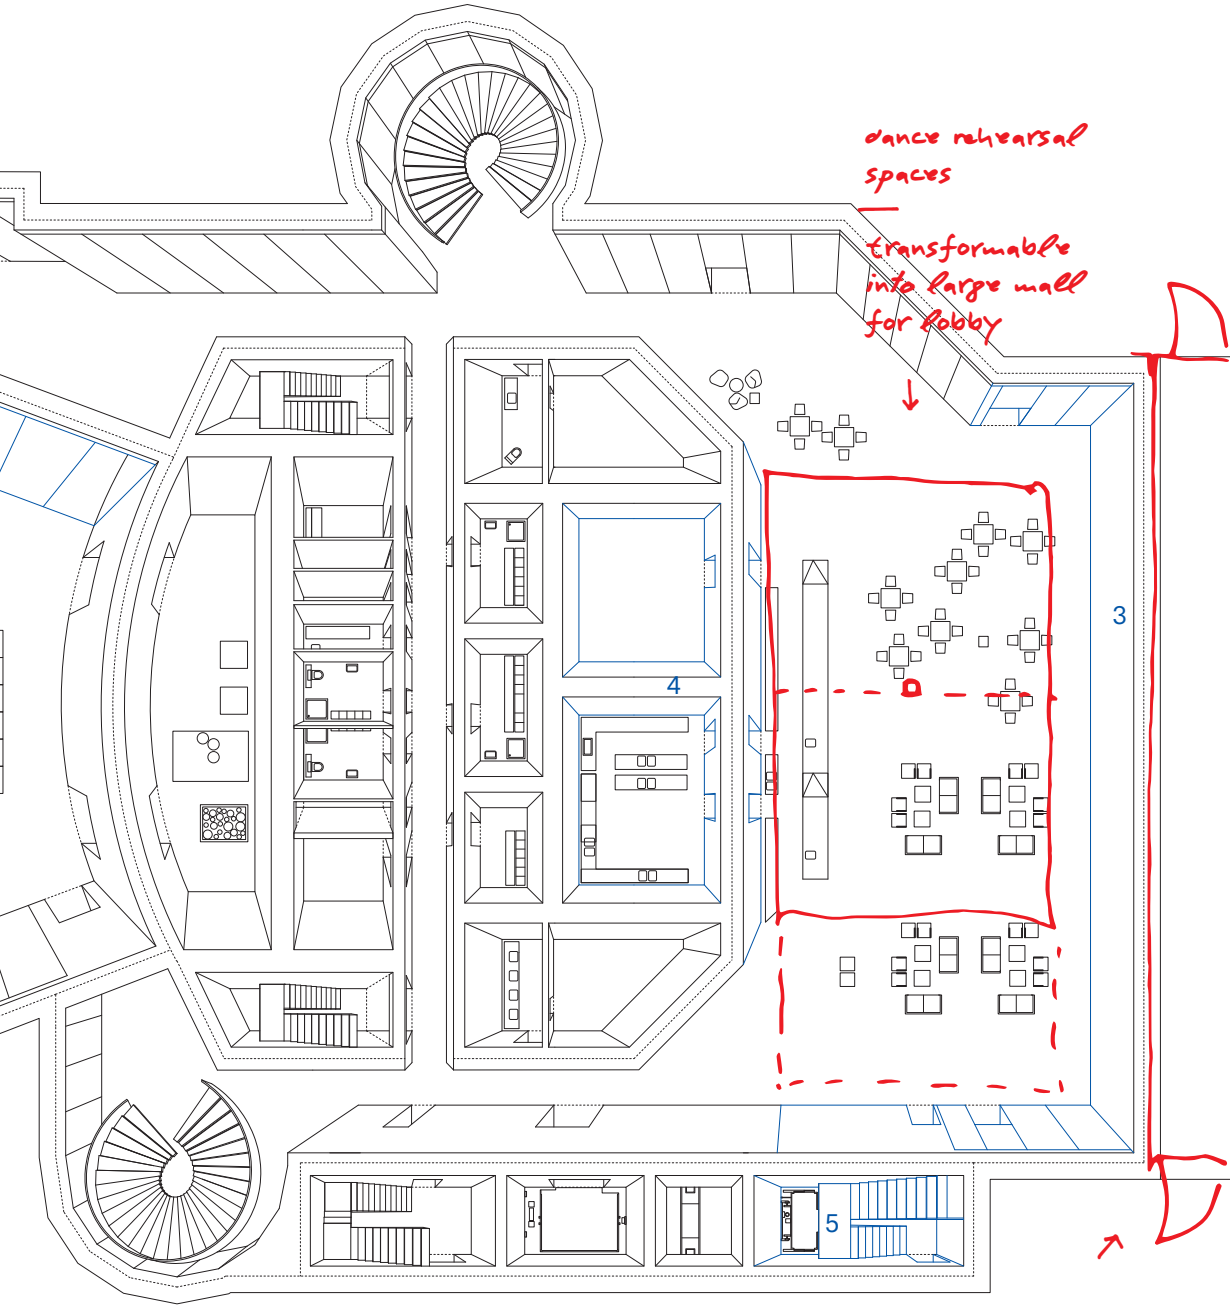 dance rehearsal
spaces
transformable
into large mall
for lobby
3
4
5